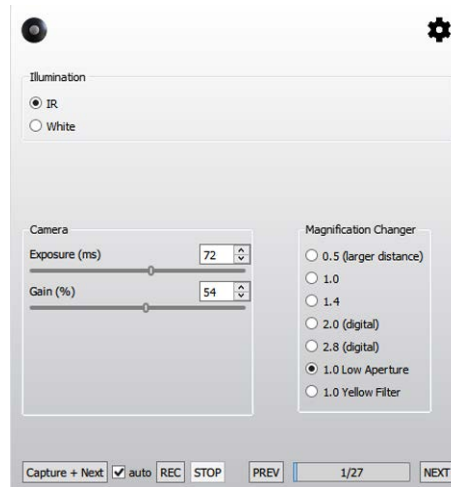 Illumination
IR
White
Camera
Exposure (ms) 72
Gain (%) 54
Magnification Changer
0.5 (larger distance)
1.0
1.4
2.0 (digital)
2.8 (digital)
1.0 Low Aperture
1.0 Yellow Filter
Capture + Next auto REC STOP PREV 1/27 NEXT